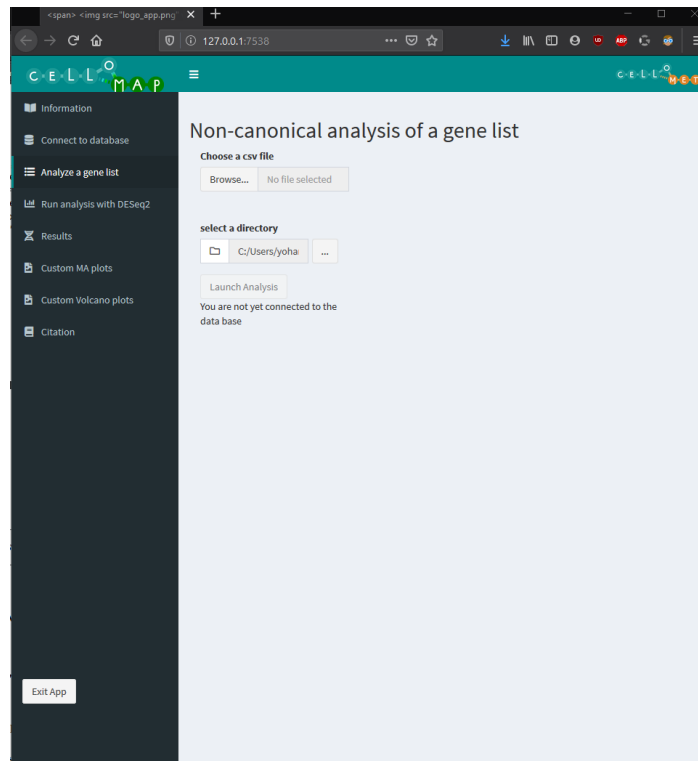 <span> <img src="logo_app.png"
127.0.0.1:7538
UD
ABP
C·E·L·L O MAP
C·E·L·L O MET
Information
Connect to database
Analyze a gene list
Run analysis with DESeq2
Results
Custom MA plots
Custom Volcano plots
Citation
Exit App
Non-canonical analysis of a gene list
Choose a csv file
Browse... No file selected
select a directory
C:/Users/yoha ...
Launch Analysis
You are not yet connected to the
data base